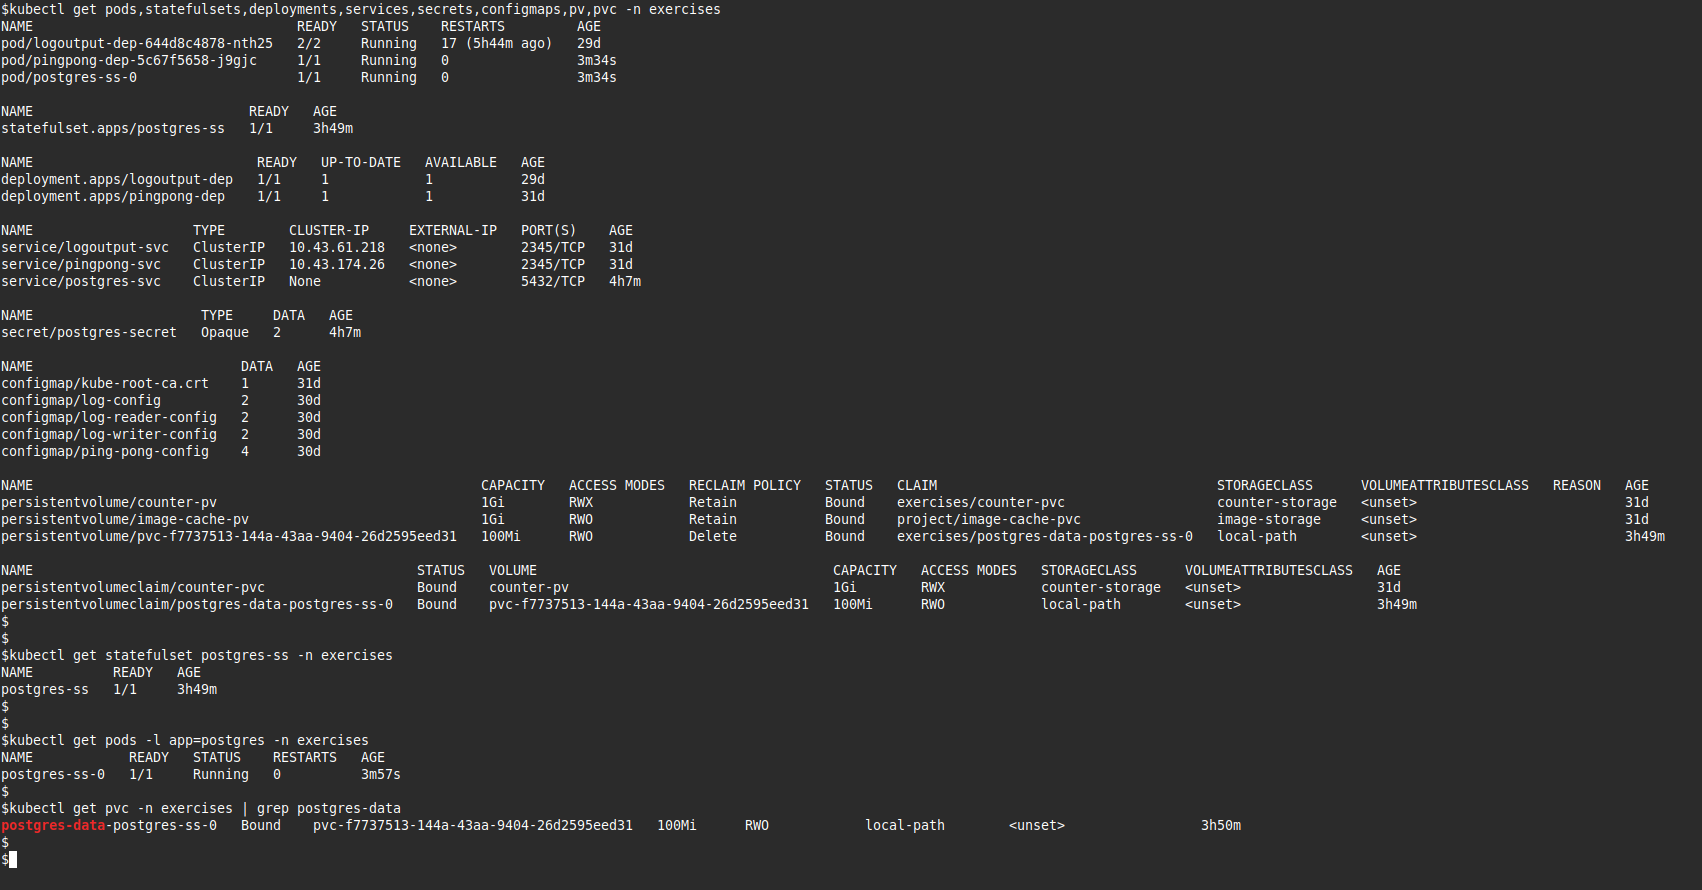 $kubectl get pods,statefulsets,deployments,services,secrets,configmaps,pv,pvc -n exercises
NAME READY STATUS RESTARTS AGE
pod/logoutput-dep-644d8c4878-nth25 2/2 Running 17 (5h44m ago) 29d
pod/pingpong-dep-5c67f5658-j9gjc 1/1 Running 0 3m34s
pod/postgres-ss-0 1/1 Running 0 3m34s
NAME READY AGE
statefulset.apps/postgres-ss 1/1 3h49m
NAME READY UP-TO-DATE AVAILABLE AGE
deployment.apps/logoutput-dep 1/1 1 1 29d
deployment.apps/pingpong-dep 1/1 1 1 31d
NAME TYPE CLUSTER-IP EXTERNAL-IP PORT(S) AGE
service/logoutput-svc ClusterIP 10.43.61.218 <none> 2345/TCP 31d
service/pingpong-svc ClusterIP 10.43.174.26 <none> 2345/TCP 31d
service/postgres-svc ClusterIP None <none> 5432/TCP 4h7m
NAME TYPE DATA AGE
secret/postgres-secret Opaque 2 4h7m
NAME DATA AGE
configmap/kube-root-ca.crt 1 31d
configmap/log-config 2 30d
configmap/log-reader-config 2 30d
configmap/log-writer-config 2 30d
configmap/ping-pong-config 4 30d
NAME CAPACITY ACCESS MODES RECLAIM POLICY STATUS CLAIM STORAGECLASS VOLUMEATTRIBUTESCLASS REASON AGE
persistentvolume/counter-pv 1Gi RWX Retain Bound exercises/counter-pvc counter-storage <unset> 31d
persistentvolume/image-cache-pv 1Gi RWO Retain Bound project/image-cache-pvc image-storage <unset> 31d
persistentvolume/pvc-f7737513-144a-43aa-9404-26d2595eed31 100Mi RWO Delete Bound exercises/postgres-data-postgres-ss-0 local-path <unset> 3h49m
NAME STATUS VOLUME CAPACITY ACCESS MODES STORAGECLASS VOLUMEATTRIBUTESCLASS AGE
persistentvolumeclaim/counter-pvc Bound counter-pv 1Gi RWX counter-storage <unset> 31d
persistentvolumeclaim/postgres-data-postgres-ss-0 Bound pvc-f7737513-144a-43aa-9404-26d2595eed31 100Mi RWO local-path <unset> 3h49m
$
$
$kubectl get statefulset postgres-ss -n exercises
NAME READY AGE
postgres-ss 1/1 3h49m
$
$
$kubectl get pods -l app=postgres -n exercises
NAME READY STATUS RESTARTS AGE
postgres-ss-0 1/1 Running 0 3m57s
$
$kubectl get pvc -n exercises | grep postgres-data
postgres-data-postgres-ss-0 Bound pvc-f7737513-144a-43aa-9404-26d2595eed31 100Mi RWO local-path <unset> 3h50m
$
$